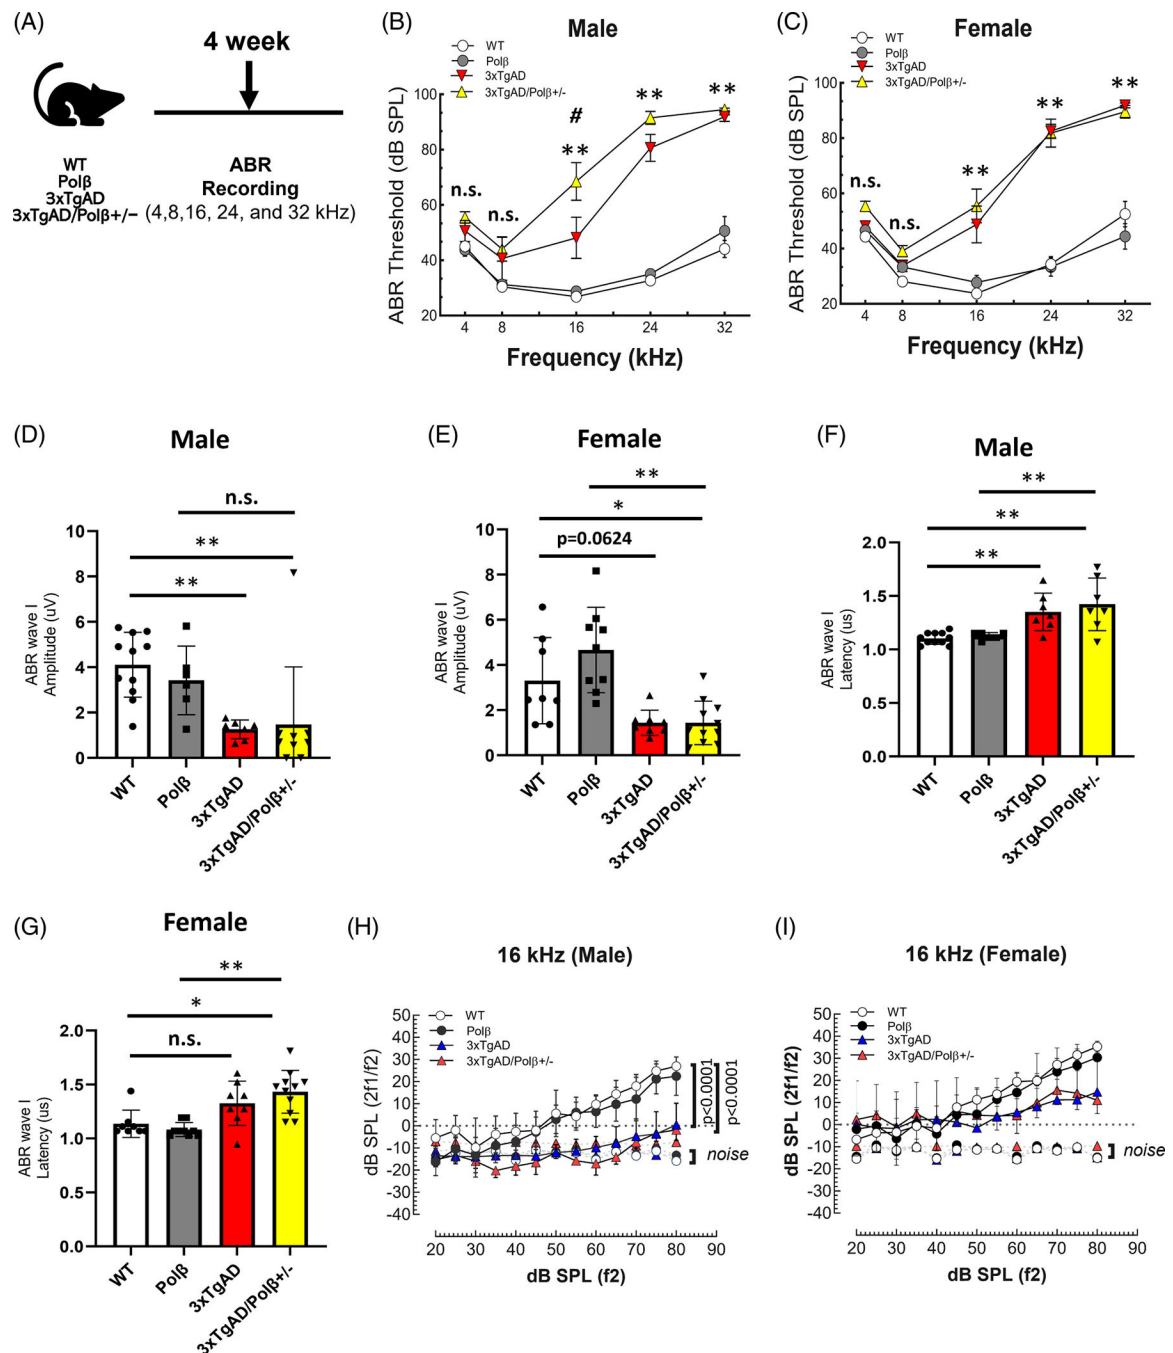 (A)
4 week
WT
Polβ
3xTgAD
3xTgAD/Polβ+/-
ABR
Recording
(4,8,16, 24, and 32 kHz)
(B)
Male
WT
Polβ
3xTgAD
3xTgAD/Polβ+/-
ABR Threshold (dB SPL)
100
80
60
40
20
n.s.
n.s.
#
**
**
**
4
8
16
24
32
Frequency (kHz)
(C)
Female
WT
Polβ
3xTgAD
3xTgAD/Polβ+/-
ABR Threshold (dB SPL)
100
80
60
40
20
n.s.
n.s.
**
**
**
4
8
16
24
32
Frequency (kHz)
(D)
Male
n.s.
**
**
ABR wave I
Amplitude (uV)
10
8
6
4
2
0
WT
Polβ
3xTgAD
3xTgAD/Polβ+/-
(E)
Female
**
*
p=0.0624
ABR wave I
Amplitude (uV)
10
8
6
4
2
0
WT
Polβ
3xTgAD
3xTgAD/Polβ+/-
(F)
Male
**
**
**
ABR wave I
Latency (us)
2.0
1.5
1.0
0.5
0.0
WT
Polβ
3xTgAD
3xTgAD/Polβ+/-
(G)
Female
**
*
n.s.
ABR wave I
Latency (us)
2.0
1.5
1.0
0.5
0.0
WT
Polβ
3xTgAD
3xTgAD/Polβ+/-
(H)
16 kHz (Male)
WT
Polβ
3xTgAD
3xTgAD/Polβ+/-
dB SPL (2f1/f2)
50
40
30
20
10
0
-10
-20
-30
-40
p<0.0001
p<0.0001
noise
20
30
40
50
60
70
80
90
dB SPL (f2)
(I)
16 kHz (Female)
WT
Polβ
3xTgAD
3xTgAD/Polβ+/-
dB SPL (2f1/f2)
50
40
30
20
10
0
-10
-20
-30
-40
noise
20
30
40
50
60
70
80
90
dB SPL (f2)